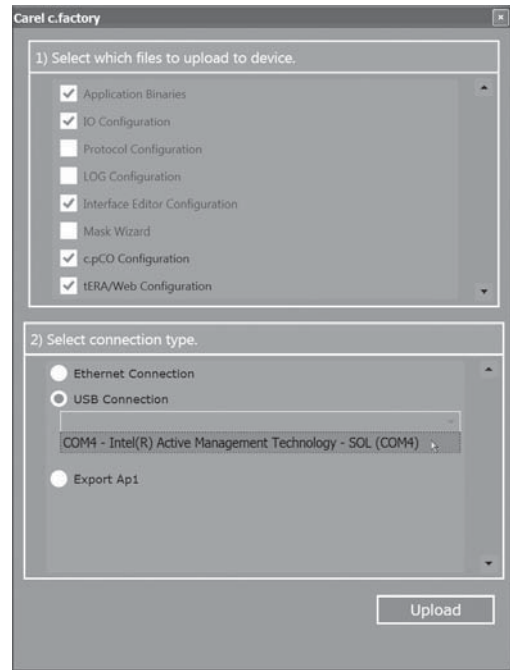 Carel c.factory
1) Select which files to upload to device.
Application Binaries
IO Configuration
Protocol Configuration
LOG Configuration
Interface Editor Configuration
Mask Wizard
c.pCO Configuration
tERA/Web Configuration
2) Select connection type.
Ethernet Connection
USB Connection
COM4 - Intel(R) Active Management Technology - SOL (COM4)
Export Ap1
Upload